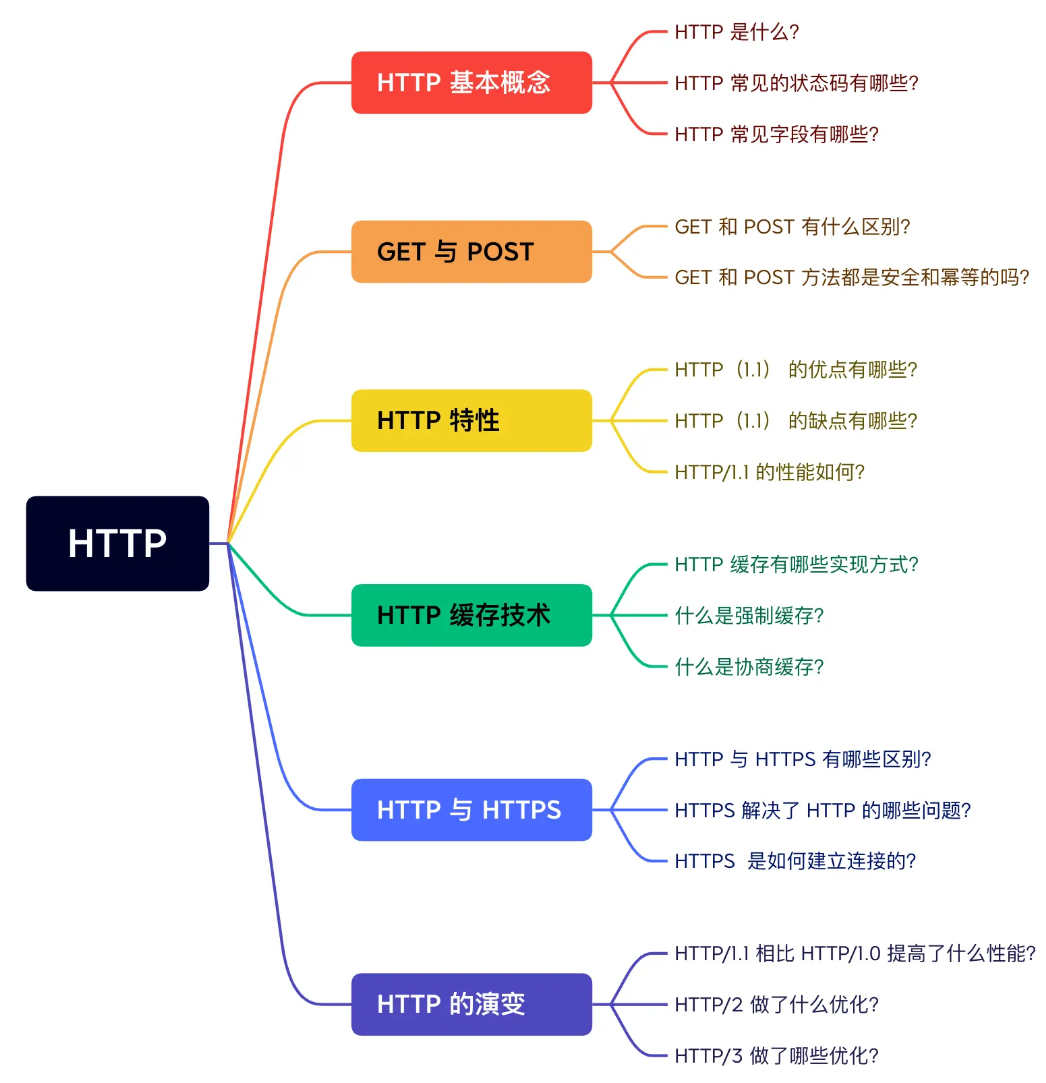 HTTP
HTTP 基本概念
HTTP 是什么?
HTTP 常见的状态码有哪些?
HTTP 常见字段有哪些?
GET 与 POST
GET 和 POST 有什么区别?
GET 和 POST 方法都是安全和幂等的吗?
HTTP 特性
HTTP（1.1） 的优点有哪些?
HTTP（1.1） 的缺点有哪些?
HTTP/1.1 的性能如何?
HTTP 缓存技术
HTTP 缓存有哪些实现方式?
什么是强制缓存?
什么是协商缓存?
HTTP 与 HTTPS
HTTP 与 HTTPS 有哪些区别?
HTTPS 解决了 HTTP 的哪些问题?
HTTPS  是如何建立连接的?
HTTP 的演变
HTTP/1.1 相比 HTTP/1.0 提高了什么性能?
HTTP/2 做了什么优化?
HTTP/3 做了哪些优化?